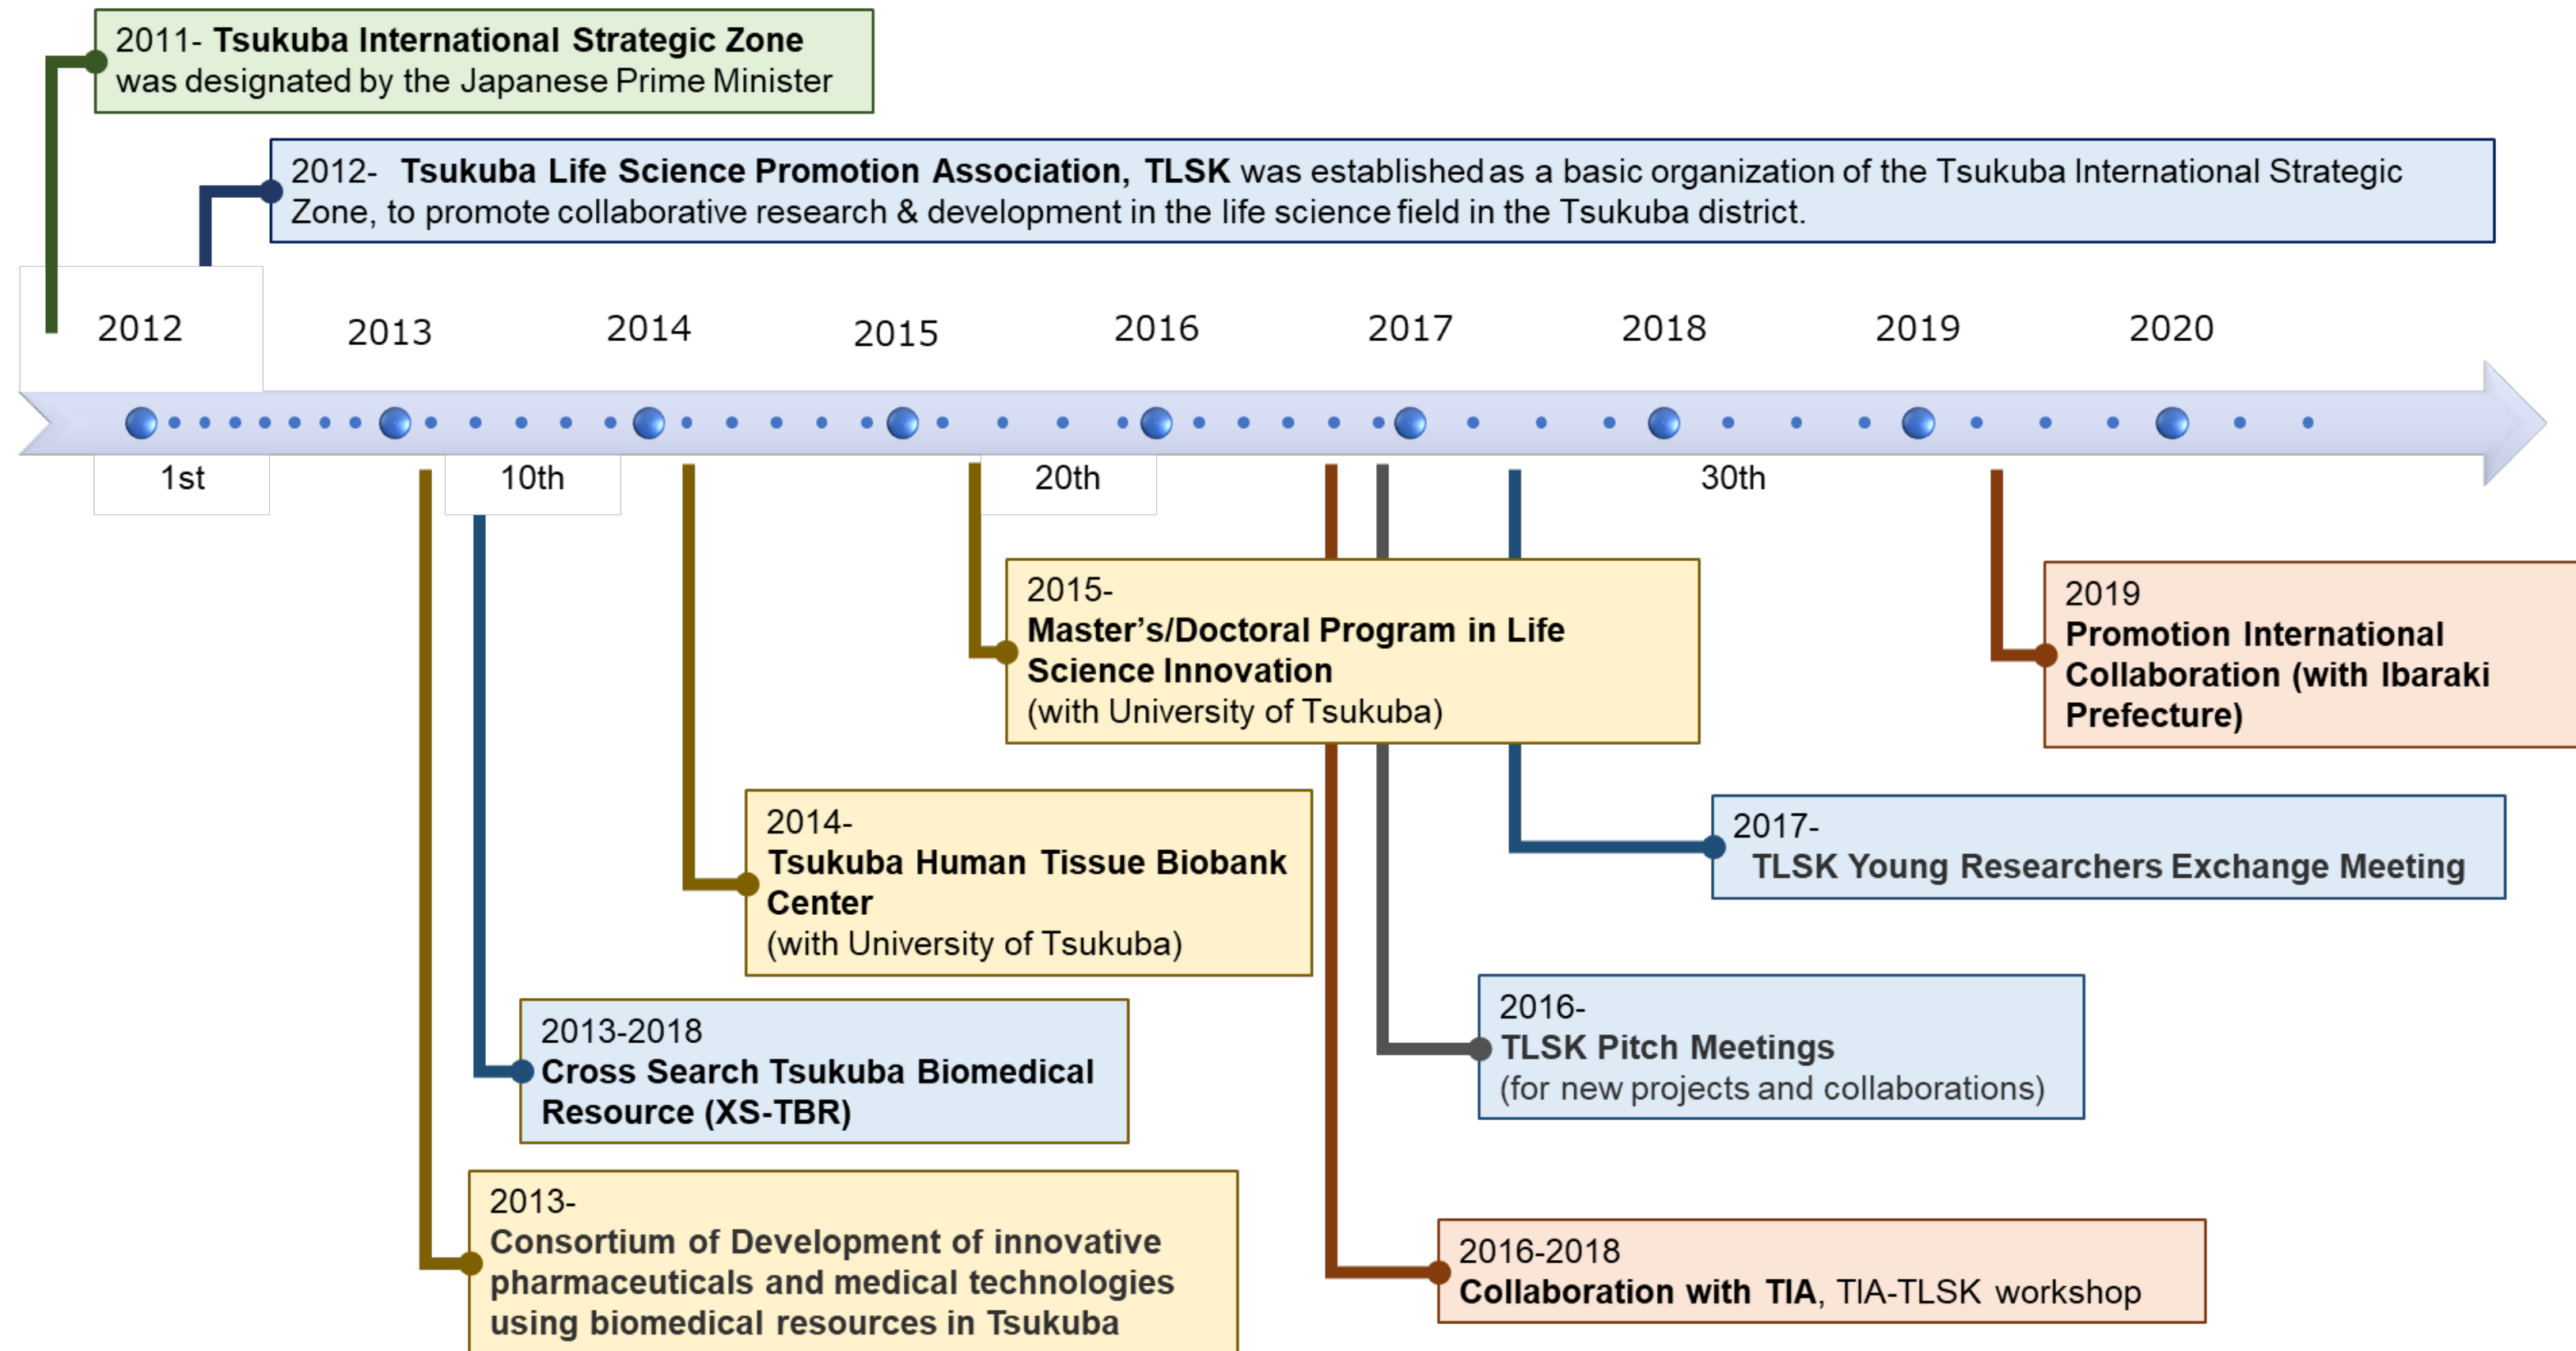 2011- Tsukuba International Strategic Zone
was designated by the Japanese Prime Minister
2012- Tsukuba Life Science Promotion Association, TLSK was established as a basic organization of the Tsukuba International Strategic
Zone, to promote collaborative research & development in the life science field in the Tsukuba district.
2012 2013 2014 2015 2016 2017 2018 2019 2020
1st 10th 20th 30th
2015-
Master's/Doctoral Program in Life
Science Innovation
(with University of Tsukuba)
2019
Promotion International
Collaboration (with Ibaraki
Prefecture)
2014-
Tsukuba Human Tissue Biobank
Center
(with University of Tsukuba)
2017-
TLSK Young Researchers Exchange Meeting
2013-2018
Cross Search Tsukuba Biomedical
Resource (XS-TBR)
2016-
TLSK Pitch Meetings
(for new projects and collaborations)
2013-
Consortium of Development of innovative
pharmaceuticals and medical technologies
using biomedical resources in Tsukuba
2016-2018
Collaboration with TIA, TIA-TLSK workshop